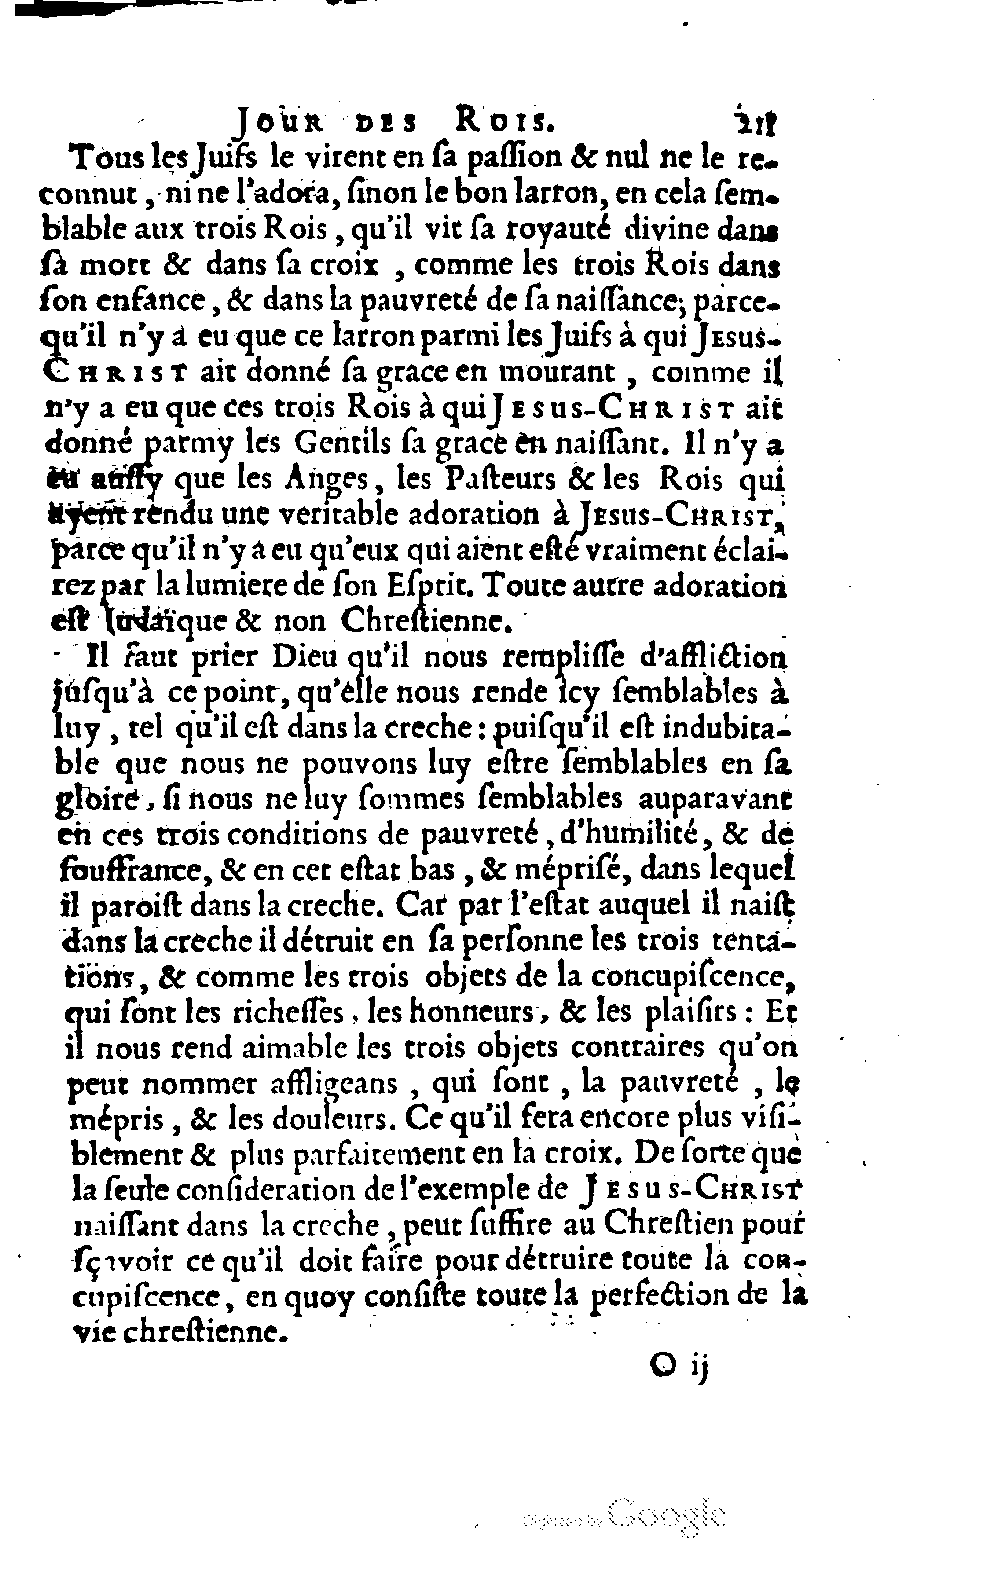 JOUR DES ROIS. 211
Tous les Juifs le virent en ſa paſſion & nul ne le re-
connut, ni ne l'adora, ſinon le bon larron, en cela ſem-
blable aux trois Rois, qu'il vit ſa royauté divine dans
ſa mort & dans ſa croix, comme les trois Rois dans
ſon enfance, & dans la pauvreté de ſa naiſſance; parce-
qu'il n'y a eu que ce larron parmi les Juifs à qui JESUS-
CHRIST ait donné ſa grace en mourant, comme il
n'y a eu que ces trois Rois à qui JESUS-CHRIST ait
donné parmy les Gentils ſa grace en naiſſant. Il n'y a
eu auſſy que les Anges, les Paſteurs & les Rois qui
ayent rendu une veritable adoration à JESUS-CHRIST,
parce qu'il n'y a eu qu'eux qui aient eſté vraiment éclai-
rez par la lumiere de ſon Eſprit. Toute autre adoration
eſt Judaïque & non Chreſtienne.
Il faut prier Dieu qu'il nous rempliſſe d'affliction
juſqu'à ce point, qu'elle nous rende icy ſemblables à
luy, tel qu'il eſt dans la creche: puiſqu'il eſt indubita-
ble que nous ne pouvons luy eſtre ſemblables en ſa
gloire, ſi nous ne luy ſommes ſemblables auparavant
en ces trois conditions de pauvreté, d'humilité, & de
ſouffrance, & en cet eſtat bas, & mépriſé, dans lequel
il paroiſt dans la creche. Car par l'eſtat auquel il naiſt
dans la creche il détruit en ſa perſonne les trois tenta-
tions, & comme les trois objets de la concupiſcence,
qui ſont les richeſſes, les honneurs, & les plaiſirs: Et
il nous rend aimable les trois objets contraires qu'on
peut nommer affligeans, qui ſont, la pauvreté, le
mépris, & les douleurs. Ce qu'il fera encore plus viſi-
blement & plus parfaitement en la croix. De ſorte que
la ſeule conſideration de l'exemple de JESUS-CHRIST
naiſſant dans la creche, peut ſuffire au Chreſtien pour
ſçavoir ce qu'il doit faire pour détruire toute la con-
cupiſcence, en quoy conſiſte toute la perfection de la
vie chreſtienne.
O ij
Digitized by Google